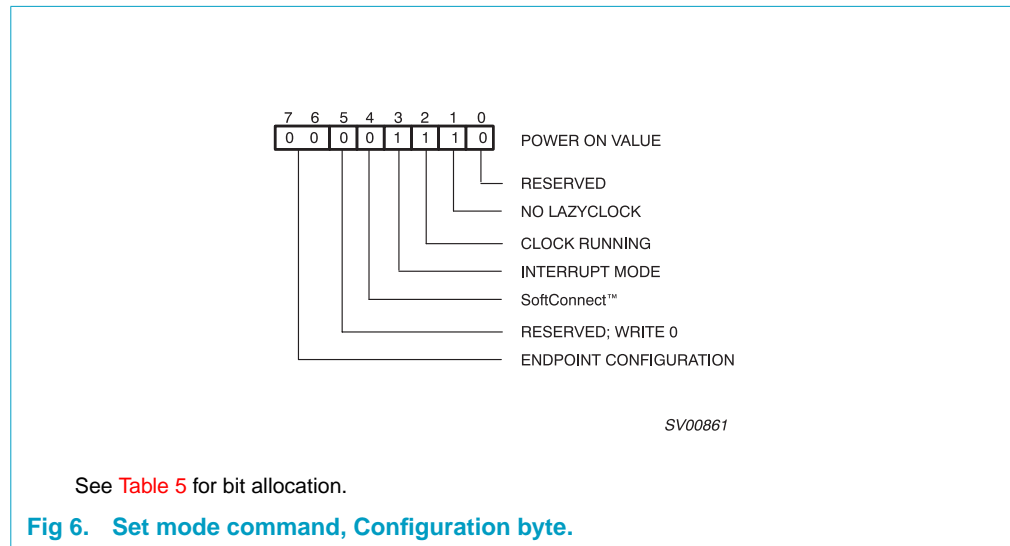 7 6 5 4 3 2 1 0
0 0 0 0 1 1 1 0 POWER ON VALUE
RESERVED
NO LAZYCLOCK
CLOCK RUNNING
INTERRUPT MODE
SoftConnect™
RESERVED; WRITE 0
ENDPOINT CONFIGURATION
SV00861
See Table 5 for bit allocation.
Fig 6. Set mode command, Configuration byte.